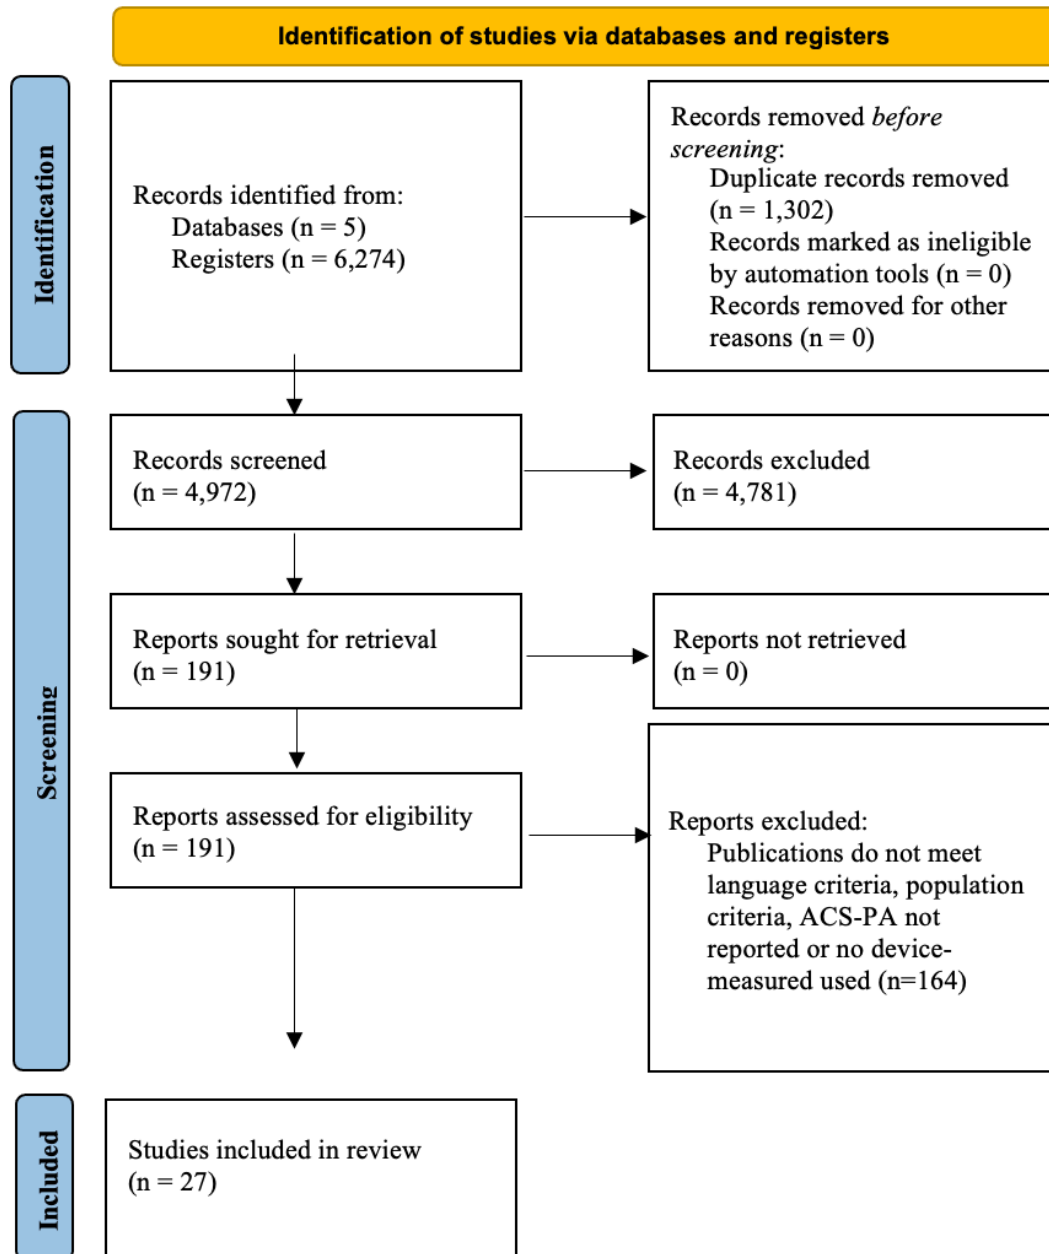 Identification of studies via databases and registers
Identification
Records identified from:
Databases (n = 5)
Registers (n = 6,274)
Records removed before
screening:
Duplicate records removed
(n = 1,302)
Records marked as ineligible
by automation tools (n = 0)
Records removed for other
reasons (n = 0)
Screening
Records screened
(n = 4,972)
Records excluded
(n = 4,781)
Reports sought for retrieval
(n = 191)
Reports not retrieved
(n = 0)
Reports assessed for eligibility
(n = 191)
Reports excluded:
Publications do not meet
language criteria, population
criteria, ACS-PA not
reported or no device-
measured used (n=164)
Included
Studies included in review
(n = 27)